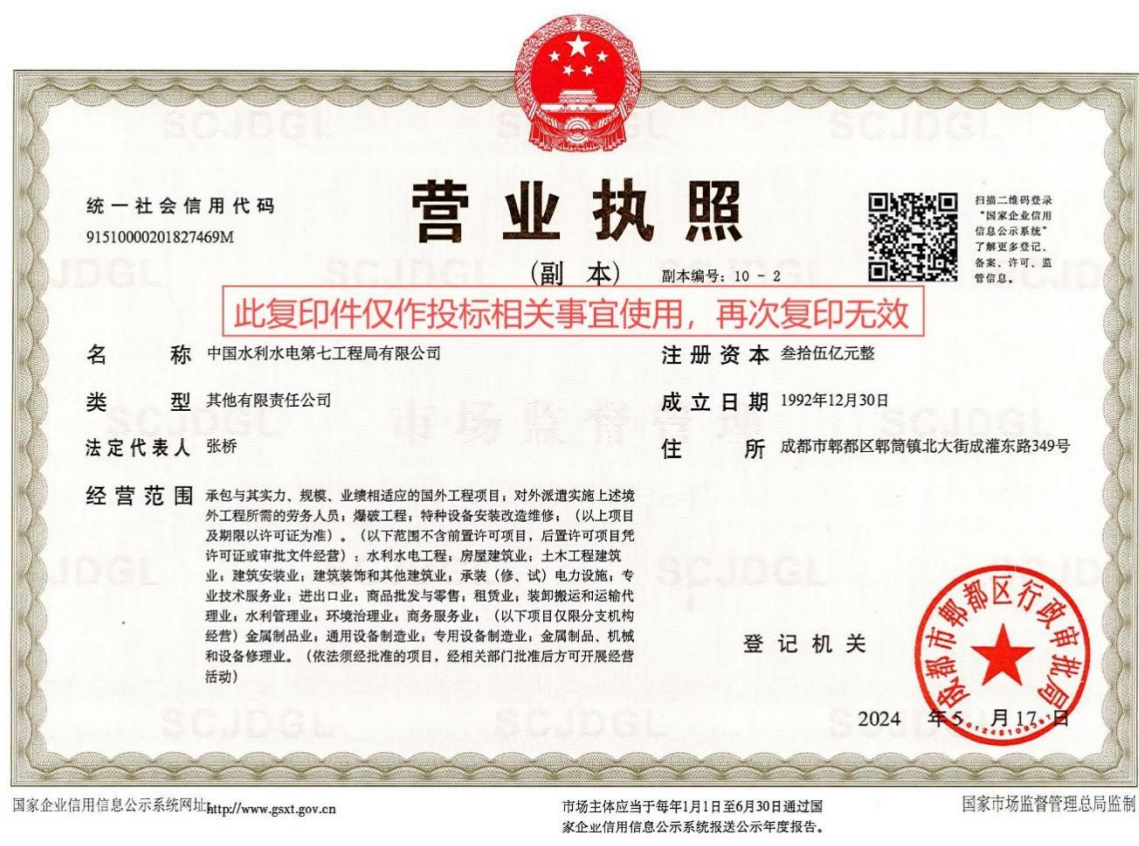 营业执照
（副 本）
副本编号：10 - 2
统一社会信用代码
91510000201827469M
扫描二维码登录
“国家企业信用
信息公示系统”
了解更多登记、
备案、许可、监
管信息。
此复印件仅作投标相关事宜使用，再次复印无效
名 称 中国水利水电第七工程局有限公司
类 型 其他有限责任公司
法定代表人 张桥
经营范围 承包与其实力、规模、业绩相适应的国外工程项目；对外派遣实施上述境
外工程所需的劳务人员；爆破工程；特种设备安装改造维修；（以上项目
及期限以许可证为准）。（以下范围不含前置许可项目，后置许可项目凭
许可证或审批文件经营）：水利水电工程；房屋建筑业；土木工程建筑
业；建筑安装业；建筑装饰和其他建筑业；承装（修、试）电力设施；专
业技术服务业；进出口业；商品批发与零售；租赁业；装卸搬运和运输代
理业；水利管理业；环境治理业；商务服务业；（以下项目仅限分支机构
经营）金属制品业；通用设备制造业；专用设备制造业；金属制品、机械
和设备修理业。（依法须经批准的项目，经相关部门批准后方可开展经营
活动）
注册资本 叁拾伍亿元整
成立日期 1992年12月30日
住 所 成都市郫都区郫筒镇北大街成灌东路349号
登记机关
成都市郫都区行政审批局
2024 年 5 月 17 日
国家企业信用信息公示系统网址http://www.gsxt.gov.cn
市场主体应当于每年1月1日至6月30日通过国
家企业信用信息公示系统报送公示年度报告。
国家市场监督管理总局监制
SCJDGL
市场监督管理